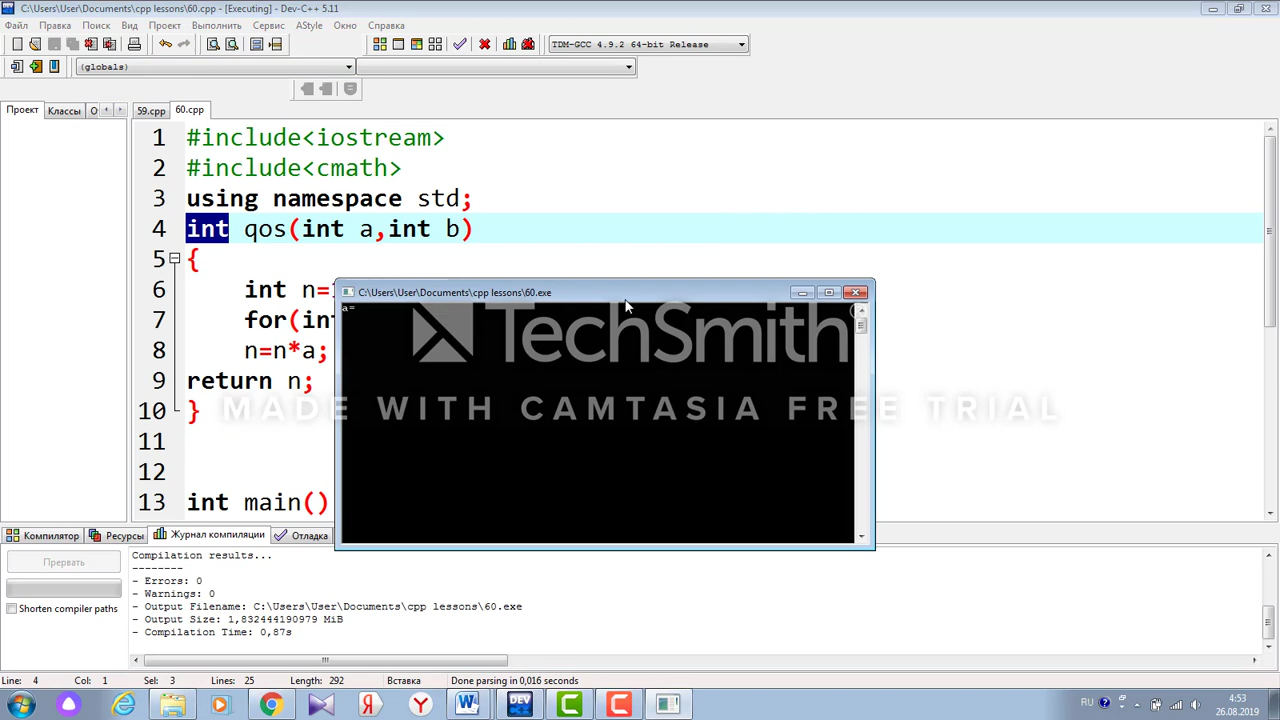 C:\Users\User\Documents\cpp lessons\60.cpp - [Executing] - Dev-C++ 5.11
Файл Правка Поиск Вид Проект Выполнить Сервис AStyle Окно Справка
TDM-GCC 4.9.2 64-bit Release
(globals)
Проект Классы О 59.cpp 60.cpp
1 #include<iostream>
2 #include<cmath>
3 using namespace std;
4 int qos(int a,int b)
5 {
6 int n=
7 for(int
8 n=n*a;
9 return n;
10 }
11
12
13 int main()
C:\Users\User\Documents\cpp lessons\60.exe
a=
TechSmith
MADE WITH CAMTASIA FREE TRIAL
Компилятор Ресурсы Журнал компиляции Отладка
Прервать
Shorten compiler paths
Compilation results...
--------
- Errors: 0
- Warnings: 0
- Output Filename: C:\Users\User\Documents\cpp lessons\60.exe
- Output Size: 1,832444190979 MiB
- Compilation Time: 0,87s
Line: 4 Col: 1 Sel: 3 Lines: 25 Length: 292 Вставка Done parsing in 0,016 seconds
RU 4:53
26.08.2019